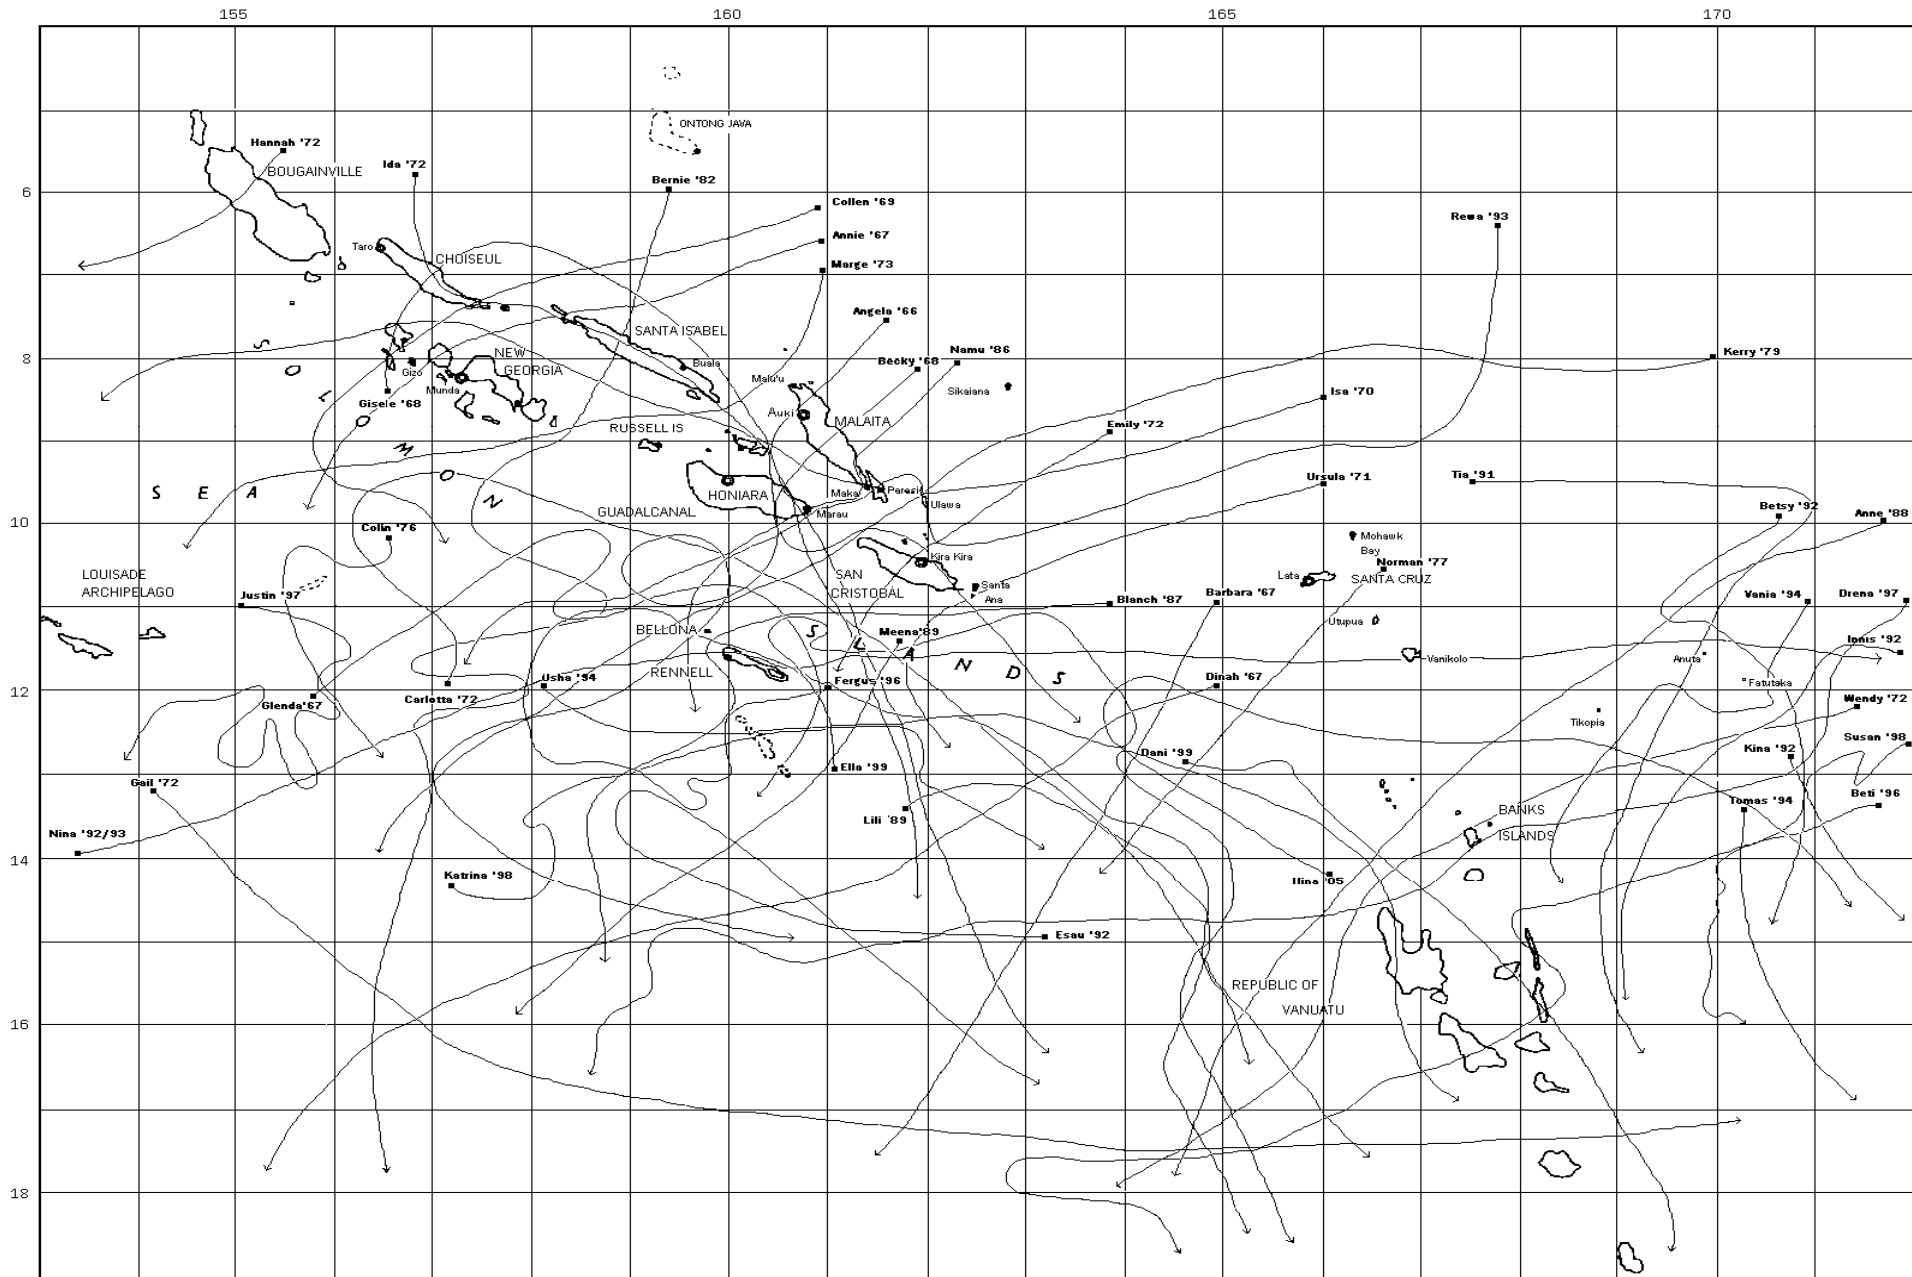 155 160 165 170
ONTONG JAVA
Hannah '72
BOUGAINVILLE
Ida '72
Bernie '82
6
Collen '69
Rewa '93
Annie '67
Taro
CHOISEUL
Marge '73
Angela '66
SANTA ISABEL
S
NEW
GEORGIA
Buala
Namu '86
Becky '68
Kerry '79
8
Gizo
Munda
Malu'u
Sikaiana
Isa '70
L
Gisele '68
Auki
MALAITA
Emily '72
O
RUSSELL IS
M
O
N
Ursula '71
Tia '91
S E A
HONIARA
Maka
Paresi
Ulawa
GUADALCANAL
Marau
Betsy '92
Anne '88
10
Colin '76
Mohawk
Bay
Kira Kira
Norman '77
LOUISADE
ARCHIPELAGO
SAN
CRISTOBAL
Santa
Ana
Lata
SANTA CRUZ
Justin '97
Blanch '87
Barbara '67
Vania '94
Drena '97
BELLONA
S
L
A
N
D
S
Meena'89
Utupua
Innis '92
RENNELL
Vanikolo
Anuta
12
Usha '94
Fergus '96
Dinah '67
Fatutaka
Glenda'67
Carlotta '72
Wendy '72
Tikopia
Susan '98
Kina '92
Gail '72
Ella '99
Dani '99
Beti '96
Tomas '94
BANKS
ISLANDS
Lili '89
Nina '92/93
14
Katrina '98
Nina '05
Esau '92
REPUBLIC OF
VANUATU
16
18